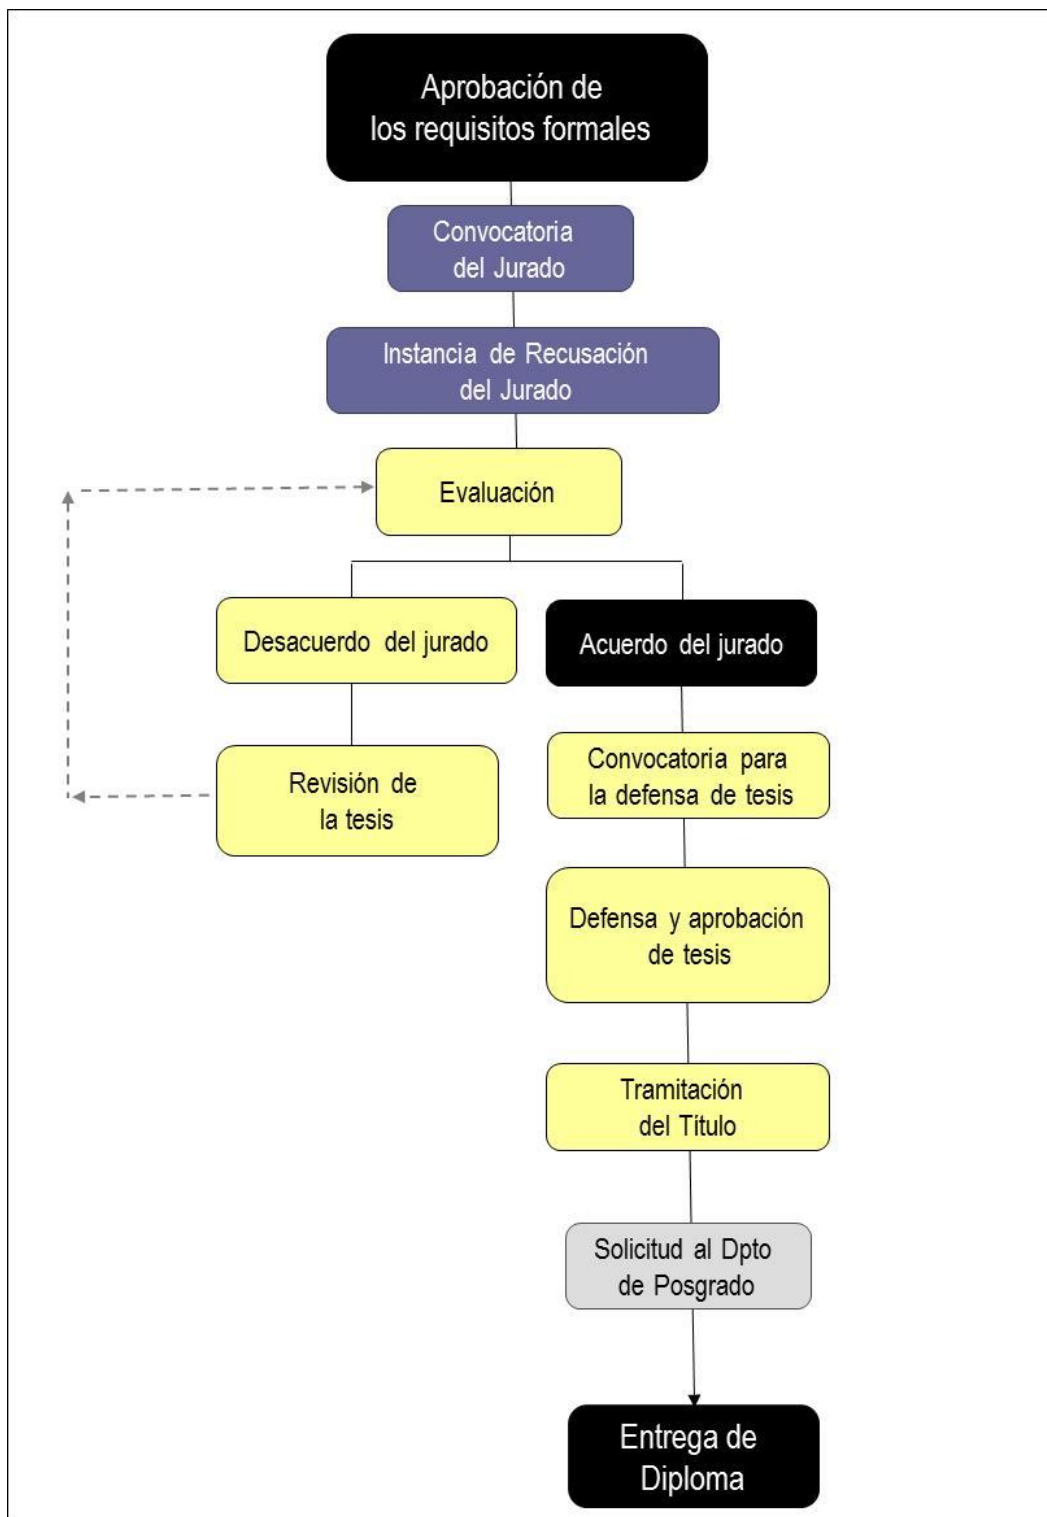 Aprobación de
los requisitos formales
Convocatoria
del Jurado
Instancia de Recusación
del Jurado
Evaluación
Desacuerdo del jurado
Acuerdo del jurado
Revisión de
la tesis
Convocatoria para
la defensa de tesis
Defensa y aprobación
de tesis
Tramitación
del Título
Solicitud al Dpto
de Posgrado
Entrega de
Diploma